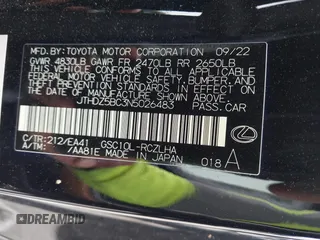 MFD. BY: TOYOTA MOTOR CORPORATION 09/22
GVWR 4830LB GAWR FR 2470LB RR 2650LB
THIS VEHICLE CONFORMS TO ALL APPLICABLE
FEDERAL MOTOR VEHICLE SAFETY, BUMPER,
AND THEFT PREVENTION STANDARDS IN EFFECT
ON THE DATE OF MANUFACTURE SHOWN ABOVE.
JTHDZ5BC3N5026483 PASS.CAR
C/TR:212/EA41 GSC10L-RCZLHA
A/TM: /AA81E MADE IN JAPAN 018 A
DREAMBID